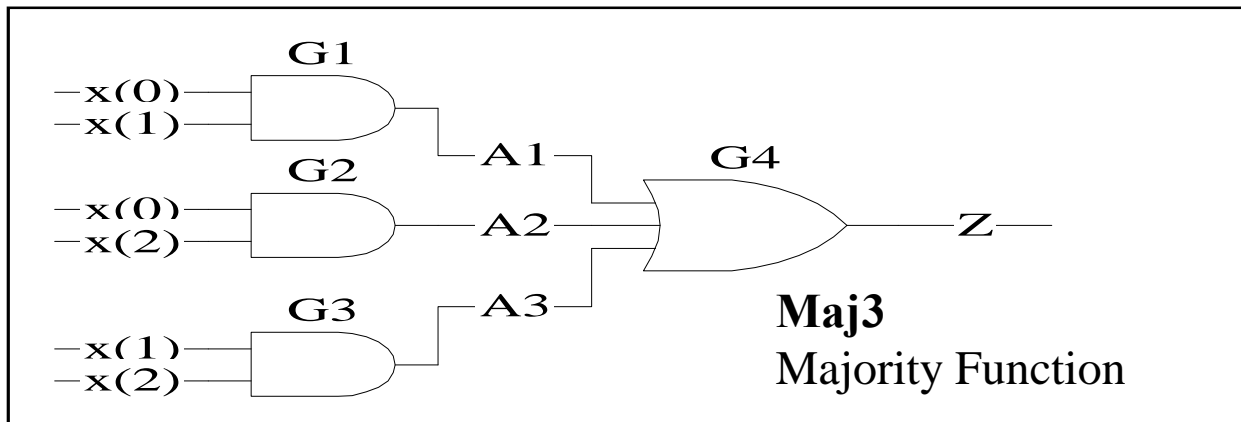 G1
x(0)
x(1)
A1
G2
G4
x(0)
x(2)
A2
Z
G3
A3
x(1)
x(2)
Maj3
Majority Function